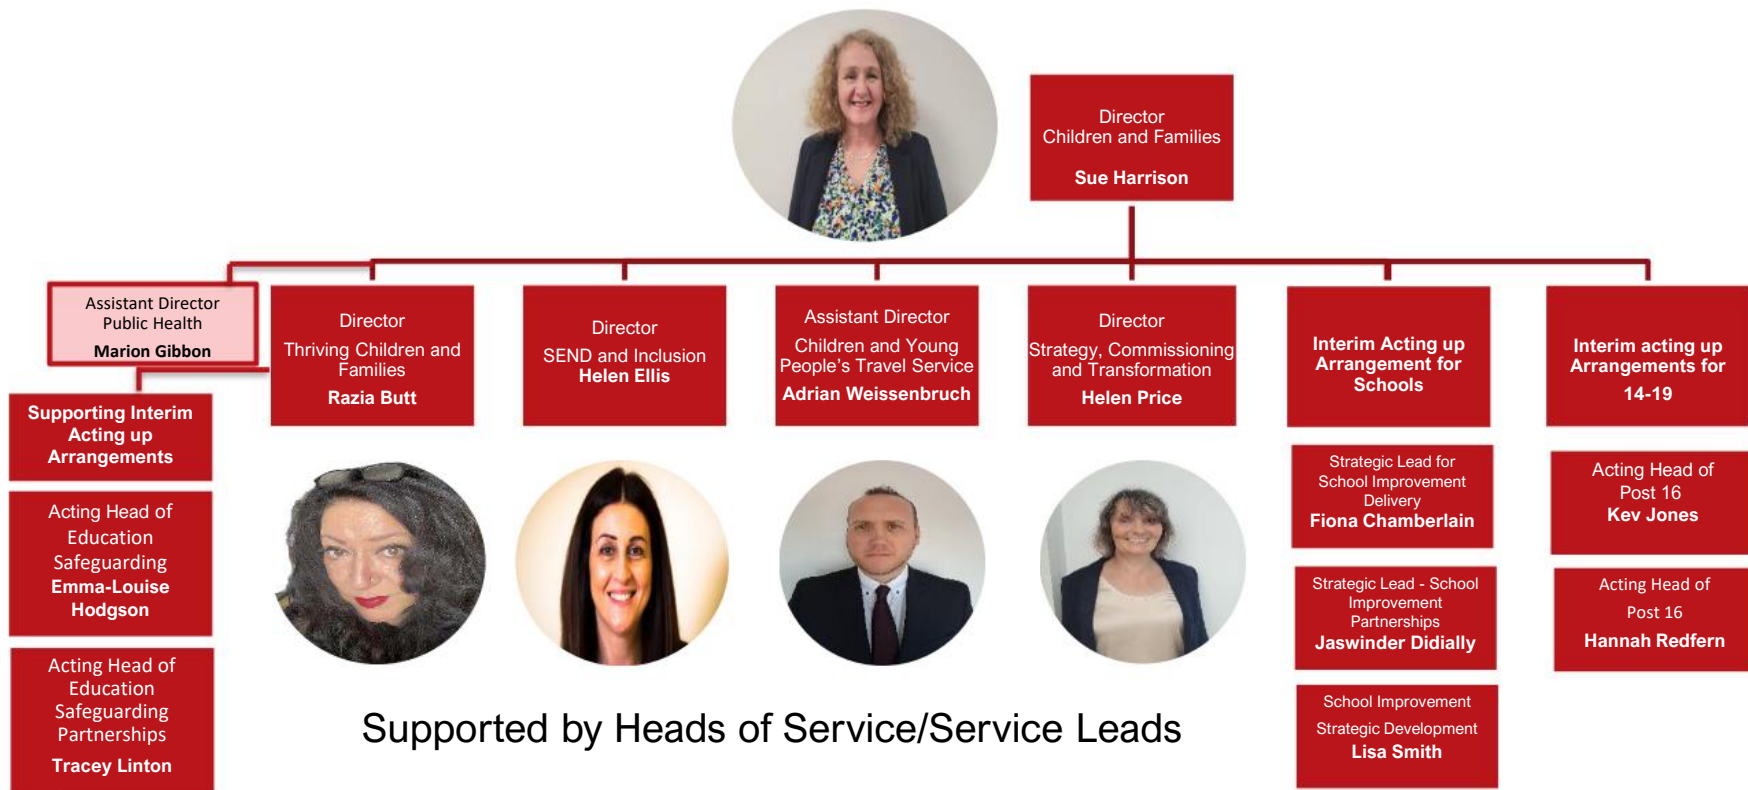 Director
Children and Families
Sue Harrison
Assistant Director
Public Health
Marion Gibbon
Director
Thriving Children and
Families
Razia Butt
Director
SEND and Inclusion
Helen Ellis
Assistant Director
Children and Young
People's Travel Service
Adrian Weissenbruch
Director
Strategy, Commissioning
and Transformation
Helen Price
Interim Acting up
Arrangement for
Schools
Interim acting up
Arrangements for
14-19
Supporting Interim
Acting up
Arrangements
Acting Head of
Education
Safeguarding
Emma-Louise
Hodgson
Acting Head of
Education
Safeguarding
Partnerships
Tracey Linton
Strategic Lead for
School Improvement
Delivery
Fiona Chamberlain
Strategic Lead - School
Improvement
Partnerships
Jaswinder Didially
School Improvement
Strategic Development
Lisa Smith
Acting Head of
Post 16
Kev Jones
Acting Head of
Post 16
Hannah Redfern
Supported by Heads of Service/Service Leads